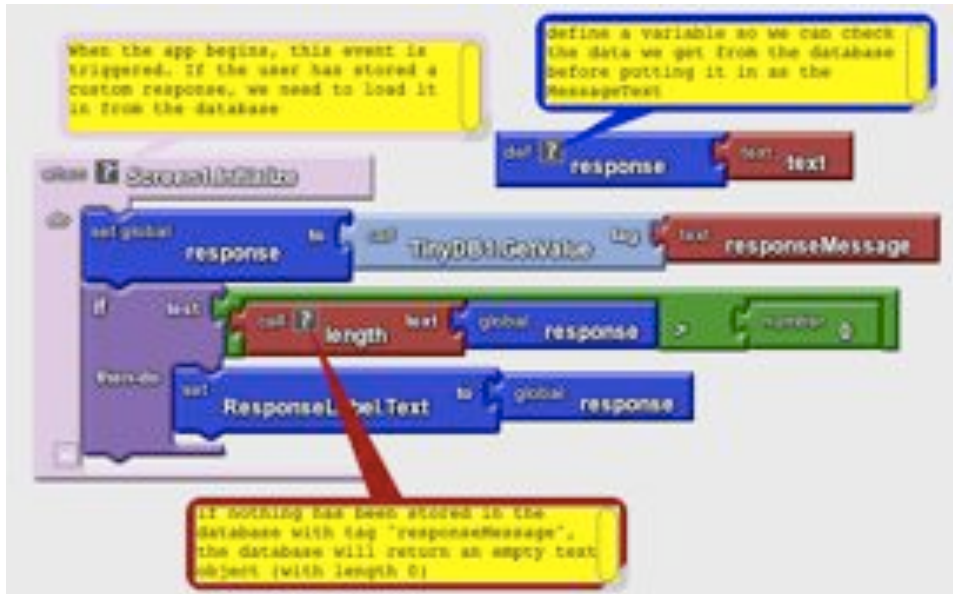 When the app begins, this event is
triggered. If the user has stored a
custom response, we need to load it
in from the database
define a variable so we can check
the data we get from the database
before putting it in as the
MessageText
def ? response text text
when ? Screen1.Initialize
do
set global response to call TinyDB1.GetValue tag text responseMessage
if test call ? length text global response > number 0
then-do set ResponseLabel.Text to global response
if nothing has been stored in the
database with tag "responseMessage",
the database will return an empty text
object (with length 0)